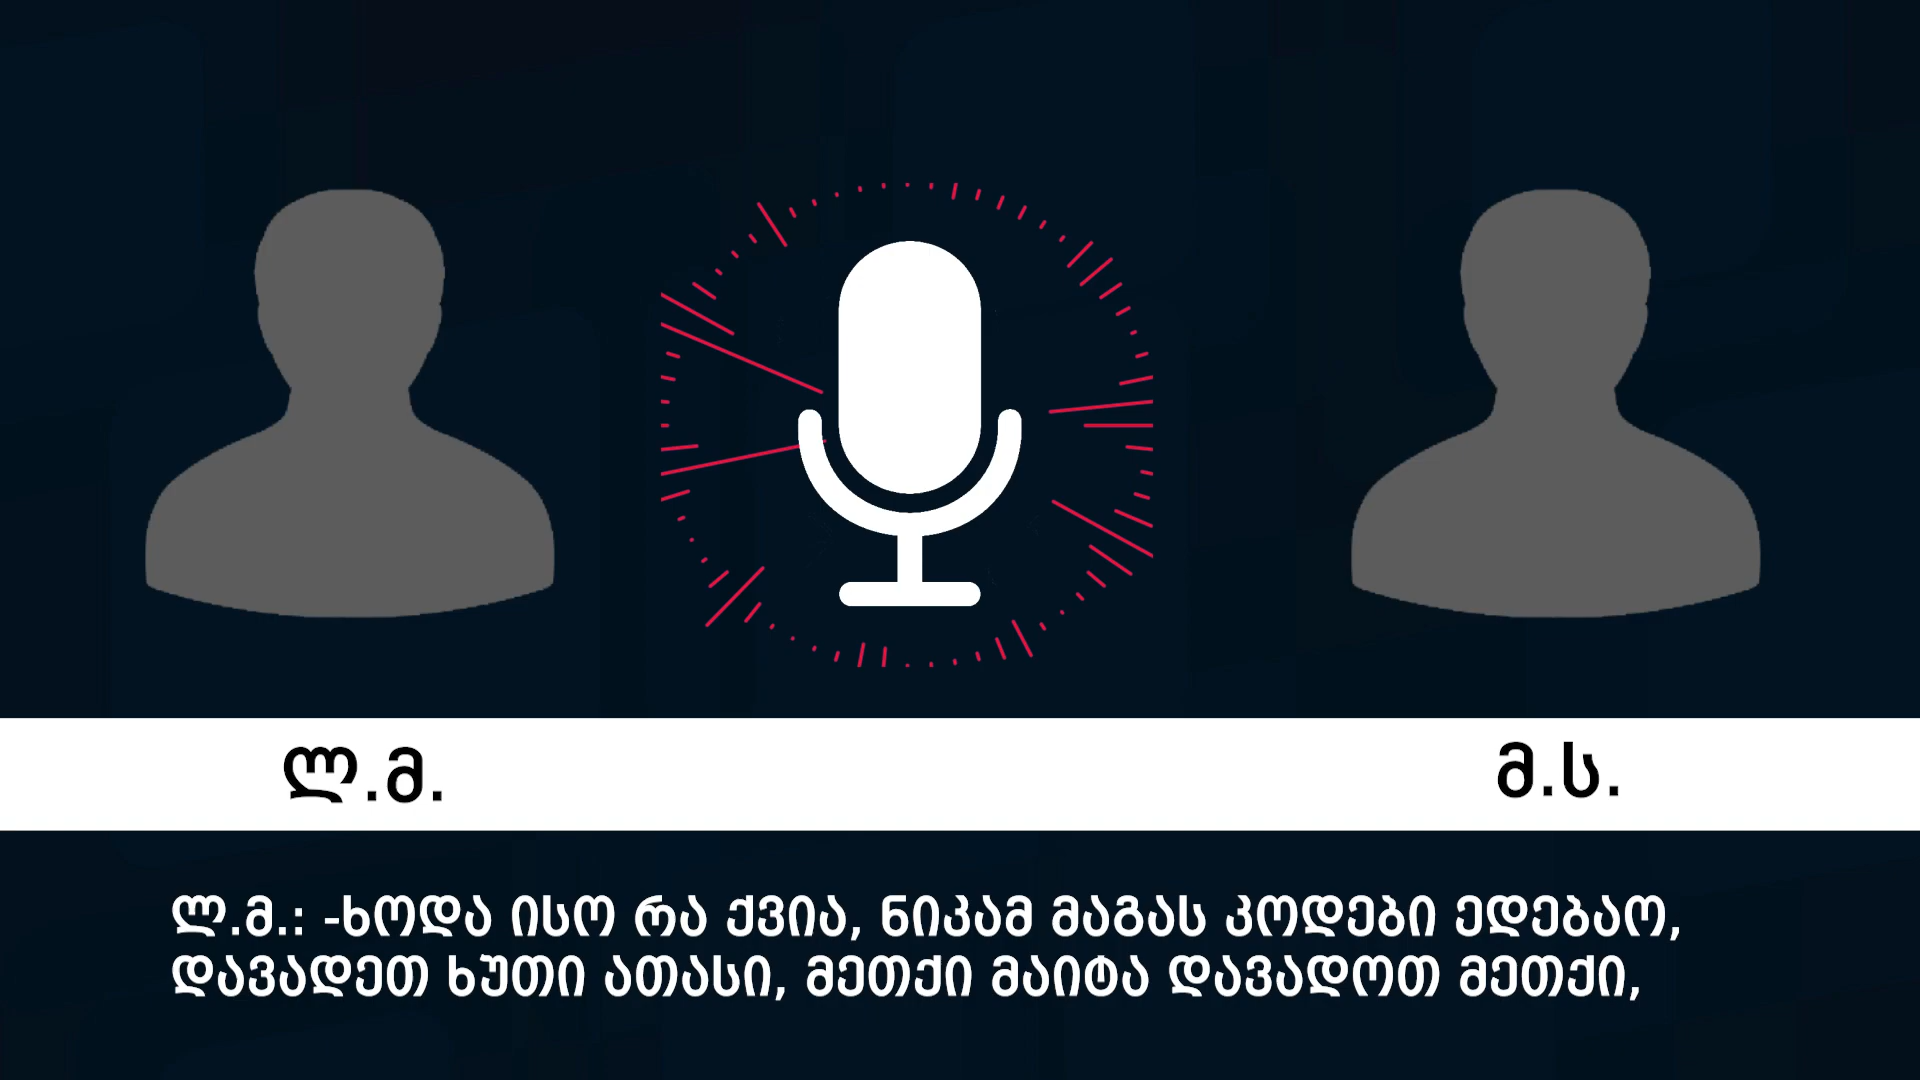 ლ.მ.
მ.ს.
ლ.მ.: -ხოდა ისო რა ქვია, ნიკამ მაგას კოდები ედებაო,
დავადეთ ხუთი ათასი, მეთქი მაიტა დავადოთ მეთქი,